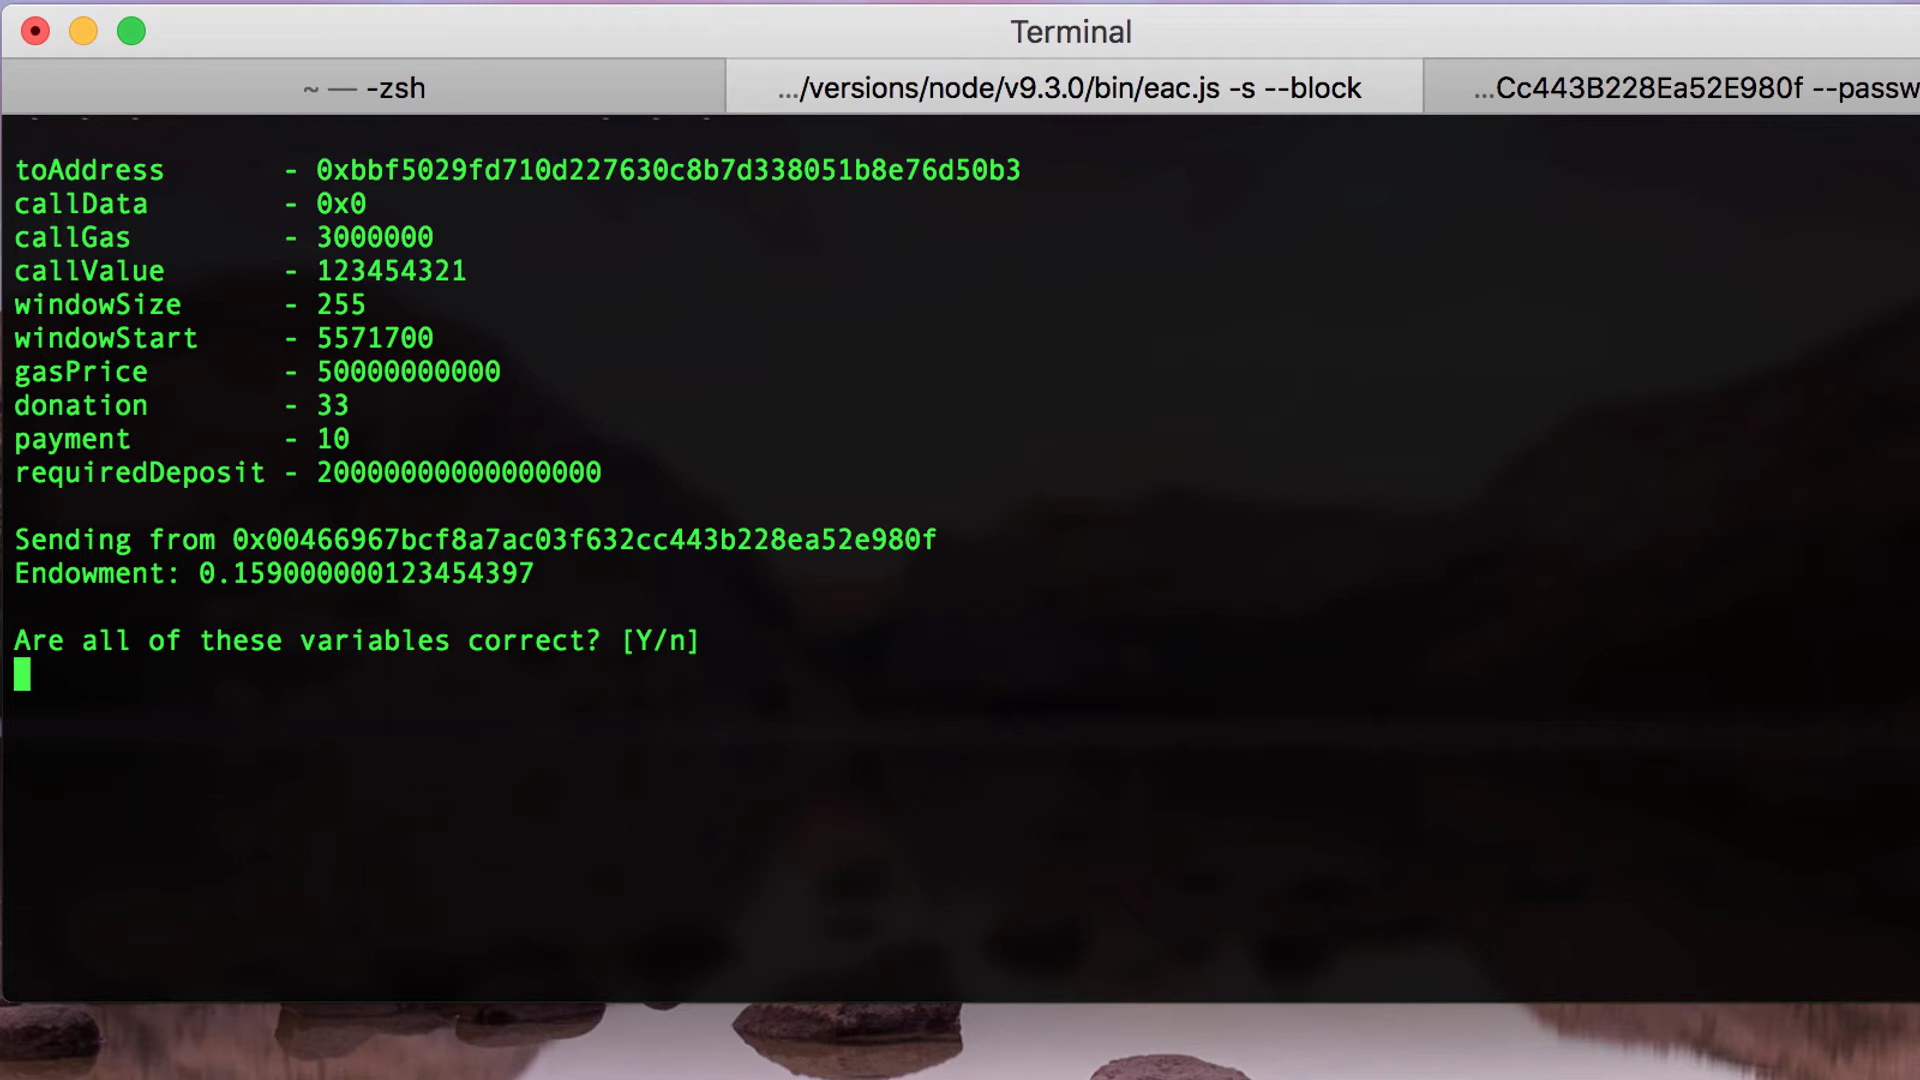 Terminal
~ — -zsh
.../versions/node/v9.3.0/bin/eac.js -s --block
...Cc443B228Ea52E980f --passw
toAddress - 0xbbf5029fd710d227630c8b7d338051b8e76d50b3
callData - 0x0
callGas - 3000000
callValue - 123454321
windowSize - 255
windowStart - 5571700
gasPrice - 50000000000
donation - 33
payment - 10
requiredDeposit - 20000000000000000
Sending from 0x00466967bcf8a7ac03f632cc443b228ea52e980f
Endowment: 0.159000000123454397
Are all of these variables correct? [Y/n]